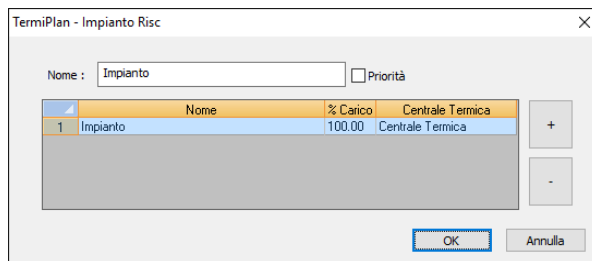 TermiPlan - Impianto Risc
Nome : Impianto Priorità
Nome % Carico Centrale Termica
1 Impianto 100.00 Centrale Termica
+
-
OK Annulla